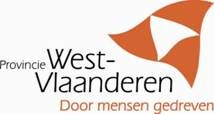 Provincie West-
Vlaanderen
Door mensen gedreven